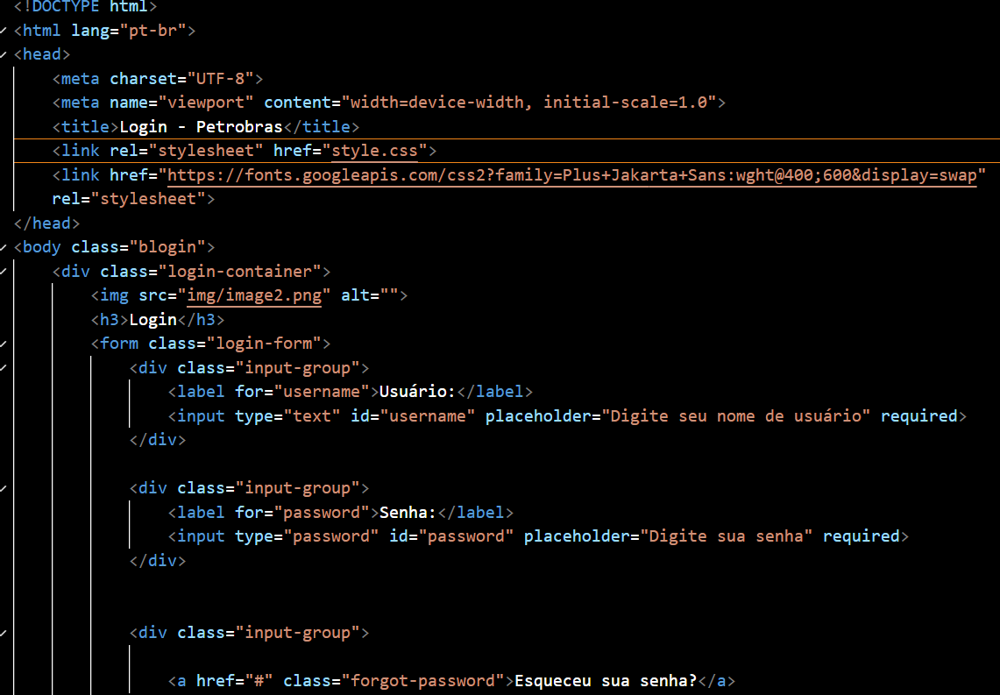 <!DOCTYPE html>
<html lang="pt-br">
<head>
    <meta charset="UTF-8">
    <meta name="viewport" content="width=device-width, initial-scale=1.0">
    <title>Login - Petrobras</title>
    <link rel="stylesheet" href="style.css">
    <link href="https://fonts.googleapis.com/css2?family=Plus+Jakarta+Sans:wght@400;600&display=swap"
    rel="stylesheet">
</head>
<body class="blogin">
    <div class="login-container">
        <img src="img/image2.png" alt="">
        <h3>Login</h3>
        <form class="login-form">
            <div class="input-group">
                <label for="username">Usuário:</label>
                <input type="text" id="username" placeholder="Digite seu nome de usuário" required>
            </div>
            <div class="input-group">
                <label for="password">Senha:</label>
                <input type="password" id="password" placeholder="Digite sua senha" required>
            </div>
            <div class="input-group">
                <a href="#" class="forgot-password">Esqueceu sua senha?</a>